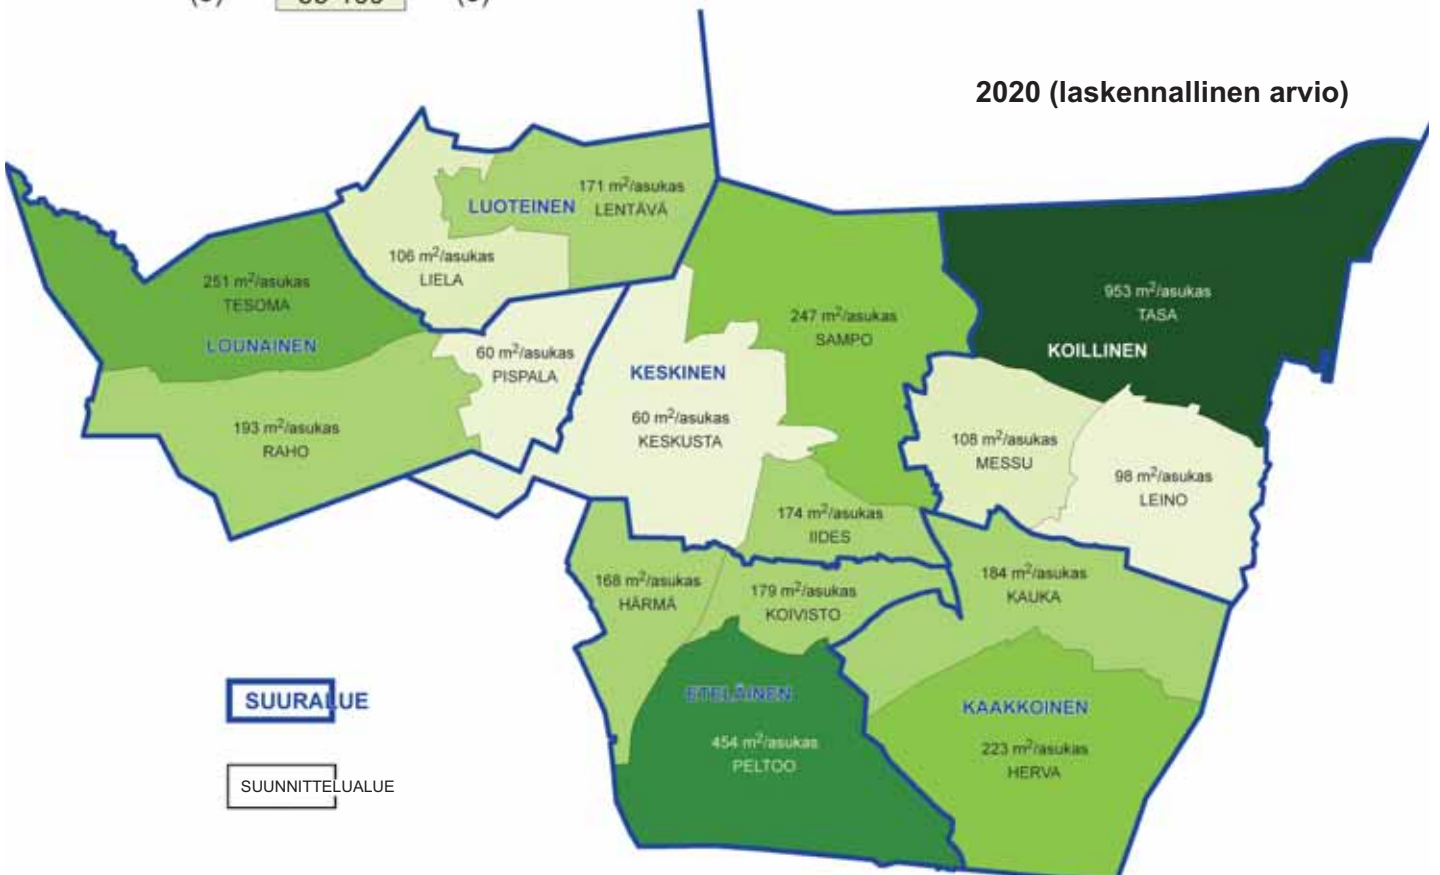 2020 (laskennallinen arvio)
171 m²/asukas
LENTÄVÄ
LUOTEINEN
106 m²/asukas
LIELA
251 m²/asukas
TESOMA
LOUNAINEN
953 m²/asukas
TASA
KOILLINEN
247 m²/asukas
SAMPO
60 m²/asukas
PISPALA
KESKINEN
60 m²/asukas
KESKUSTA
193 m²/asukas
RAHO
108 m²/asukas
MESSU
98 m²/asukas
LEINO
174 m²/asukas
IIDES
168 m²/asukas
HÄRMÄ
179 m²/asukas
KOIVISTO
184 m²/asukas
KAUKA
ETELÄINEN
454 m²/asukas
PELTOO
KAAKKOINEN
223 m²/asukas
HERVA
SUURALUE
SUUNNITTELUALUE